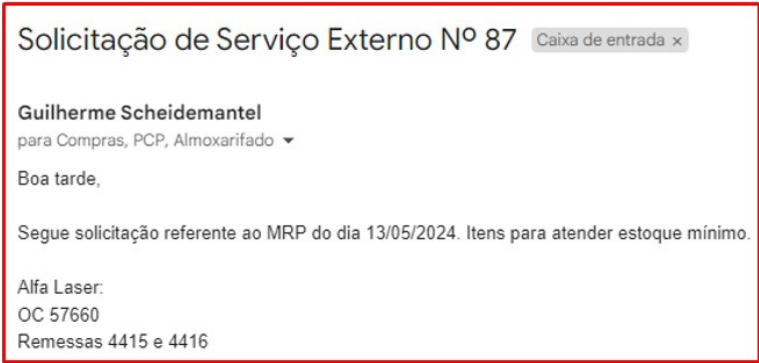 Solicitação de Serviço Externo Nº 87 Caixa de entrada ×
Guilherme Scheidemantel
para Compras, PCP, Almoxarifado
Boa tarde,
Segue solicitação referente ao MRP do dia 13/05/2024. Itens para atender estoque mínimo.
Alfa Laser:
OC 57660
Remessas 4415 e 4416